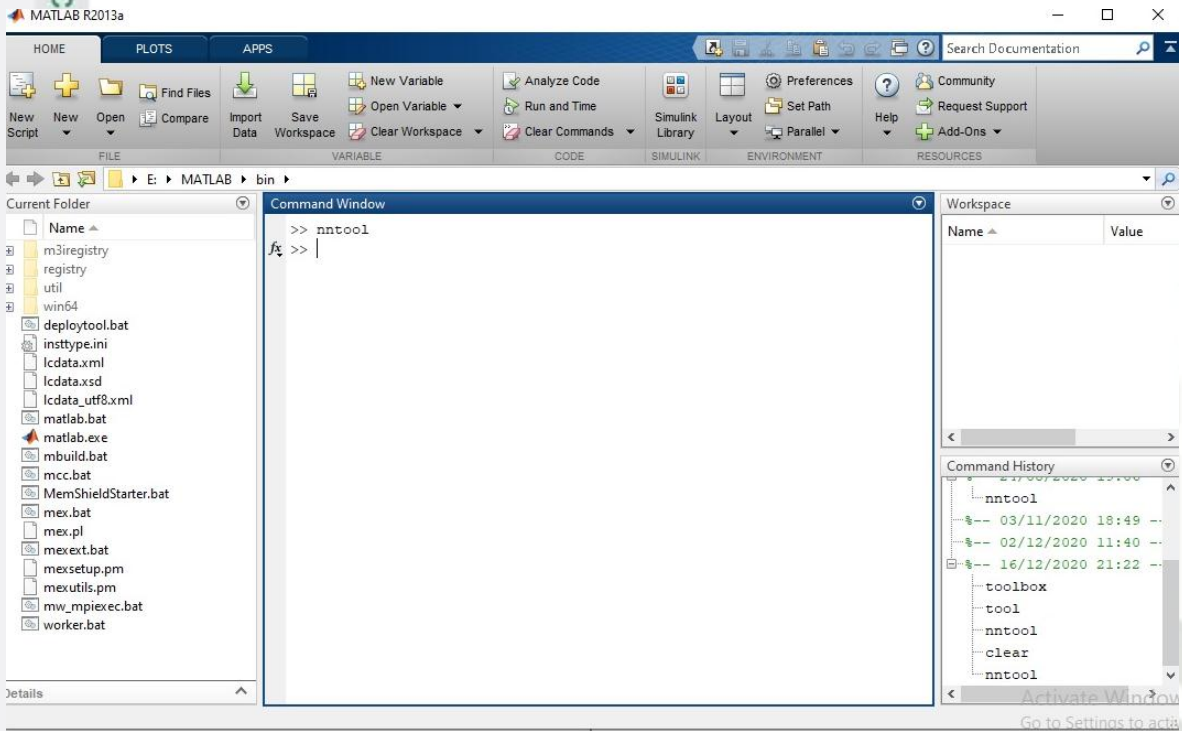 MATLAB R2013a
HOME PLOTS APPS
Search Documentation
New Script
New
Open
Find Files
Compare
Import Data
Save Workspace
New Variable
Open Variable
Clear Workspace
Analyze Code
Run and Time
Clear Commands
Simulink Library
Layout
Preferences
Set Path
Parallel
Help
Community
Request Support
Add-Ons
FILE VARIABLE CODE SIMULINK ENVIRONMENT RESOURCES
E: MATLAB bin
Current Folder
Name
m3iregistry
registry
util
win64
deploytool.bat
insttype.ini
lcdata.xml
lcdata.xsd
lcdata_utf8.xml
matlab.bat
matlab.exe
mbuild.bat
mcc.bat
MemShieldStarter.bat
mex.bat
mex.pl
mexext.bat
mexsetup.pm
mexutils.pm
mw_mpiexec.bat
worker.bat
Details
Command Window
>> nntool
fx >>
Workspace
Name Value
Command History
nntool
%-- 03/11/2020 18:49 --
%-- 02/12/2020 11:40 --
%-- 16/12/2020 21:22 --
toolbox
tool
nntool
clear
nntool
Activate Window
Go to Settings to acti